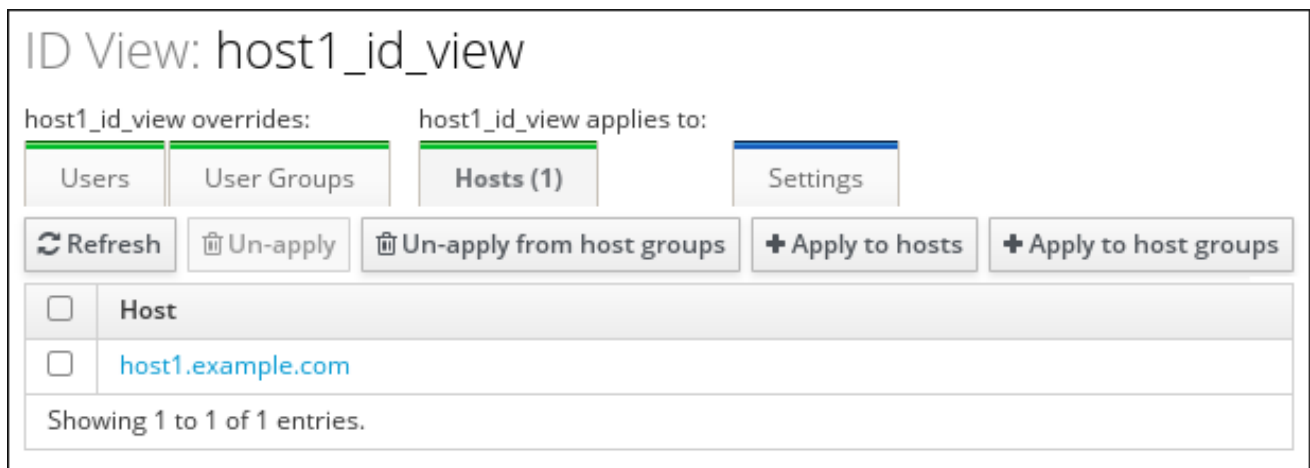 ID View: host1_id_view
host1_id_view overrides: host1_id_view applies to:
Users User Groups Hosts (1) Settings
Refresh Un-apply Un-apply from host groups Apply to hosts Apply to host groups
Host
host1.example.com
Showing 1 to 1 of 1 entries.